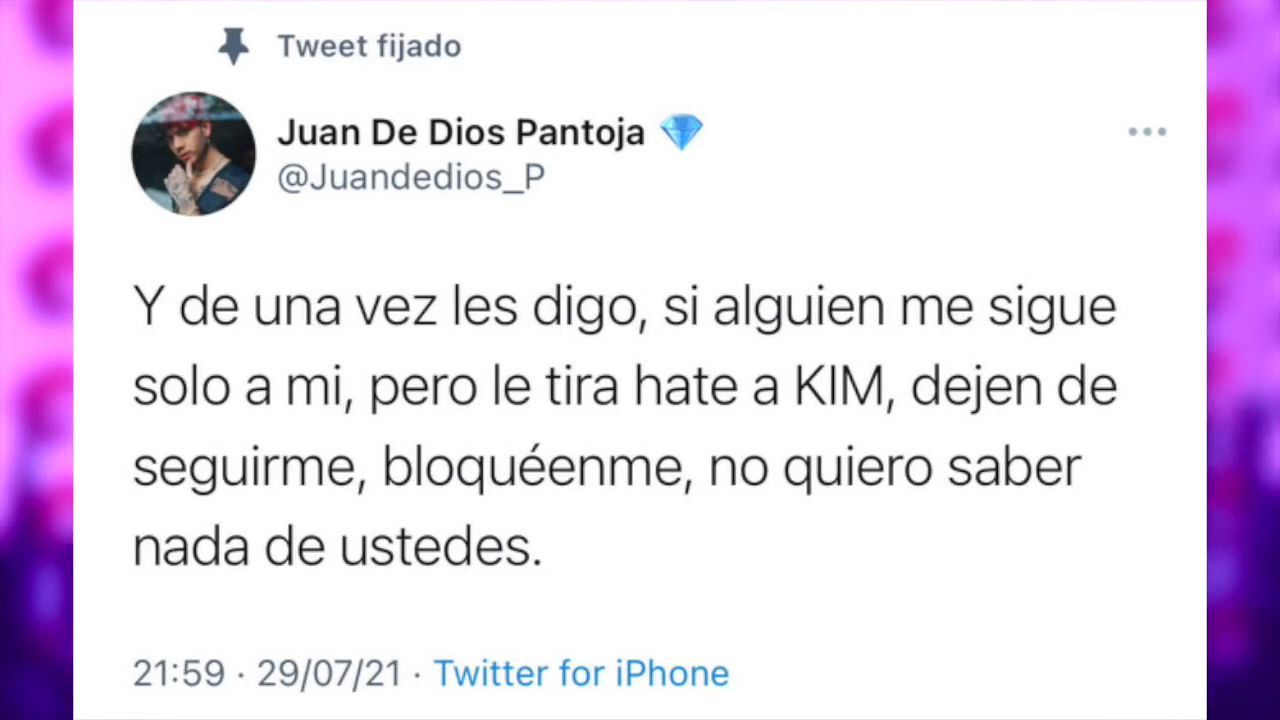 Tweet fijado
Juan De Dios Pantoja 💎
@Juandedios_P
Y de una vez les digo, si alguien me sigue
solo a mi, pero le tira hate a KIM, dejen de
seguirme, bloquéenme, no quiero saber
nada de ustedes.
21:59 · 29/07/21 · Twitter for iPhone